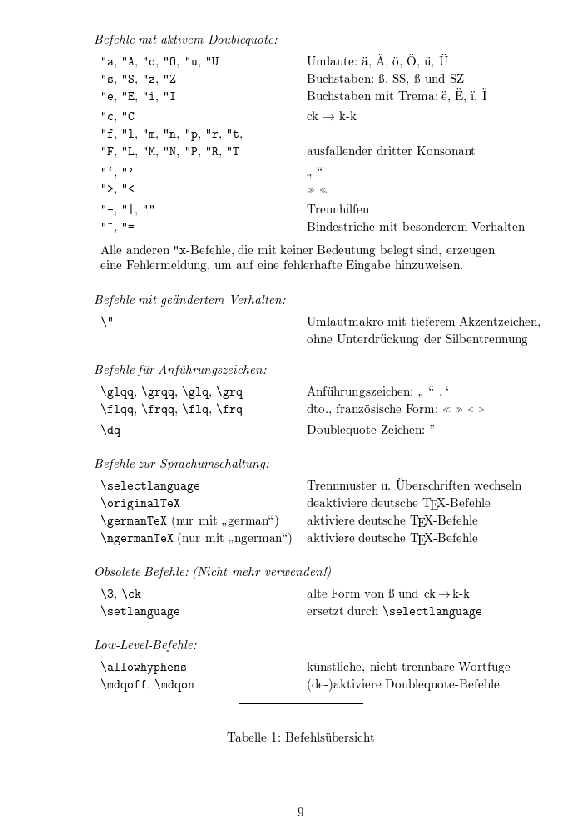 Befehle mit aktivem Doublequote:
"a, "A, "o, "O, "u, "U Umlaute: ä, Ä, ö, Ö, ü, Ü
"s, "S, "z, "Z Buchstaben: ß, SS, ß und SZ
"e, "E, "i, "I Buchstaben mit Trema: ë, Ë, ï, Ï
"c, "C ck → k-k
"f, "l, "m, "n, "p, "r, "t,
"F, "L, "M, "N, "P, "R, "T ausfallender dritter Konsonant
"‘, "’ „ “
">, "< » «
"-, "|, "" Trennhilfen
"~, "= Bindestriche mit besonderem Verhalten
Alle anderen "x-Befehle, die mit keiner Bedeutung belegt sind, erzeugen
eine Fehlermeldung, um auf eine fehlerhafte Eingabe hinzuweisen.
Befehle mit geändertem Verhalten:
\" Umlautmakro mit tieferem Akzentzeichen,
ohne Unterdrückung der Silbentrennung
Befehle für Anführungszeichen:
\glqq, \grqq, \glq, \grq Anführungszeichen: „ “ ‚ ‘
\flqq, \frqq, \flq, \frq dto., französische Form: « » ‹ ›
\dq Doublequote-Zeichen: ”
Befehle zur Sprachumschaltung:
\selectlanguage Trennmuster u. Überschriften wechseln
\originalTeX deaktiviere deutsche TEX-Befehle
\germanTeX (nur mit „german“) aktiviere deutsche TEX-Befehle
\ngermanTeX (nur mit „ngerman“) aktiviere deutsche TEX-Befehle
Obsolete Befehle: (Nicht mehr verwenden!)
\3, \ck alte Form von ß und ck→k-k
\setlanguage ersetzt durch \selectlanguage
Low-Level-Befehle:
\allowhyphens künstliche, nicht trennbare Wortfuge
\mdqoff, \mdqon (de-)aktiviere Doublequote-Befehle
Tabelle 1: Befehlsübersicht
9